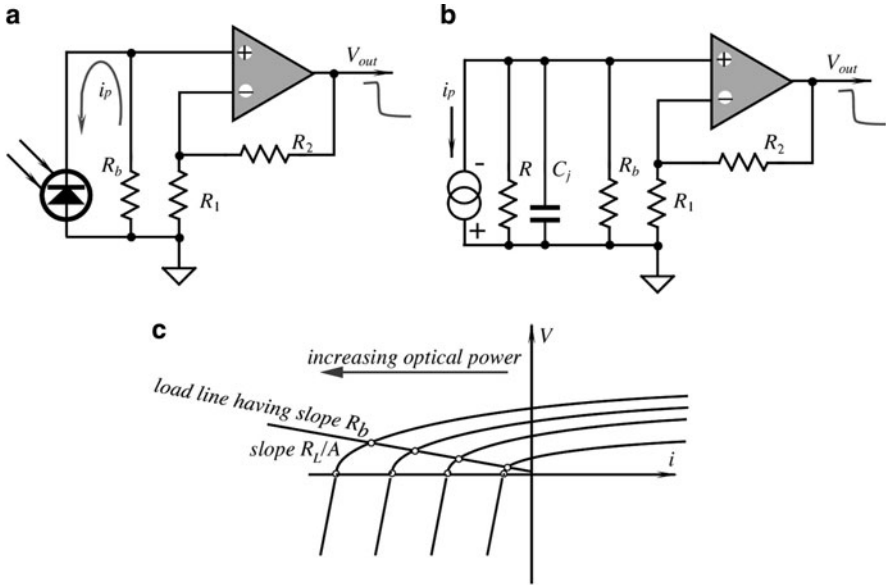 a
+
−
V_out
i_p
R_b
R_1
R_2
b
+
−
V_out
i_p
-
+
R
C_j
R_b
R_1
R_2
c
V
increasing optical power
load line having slope R_b
slope R_L/A
i